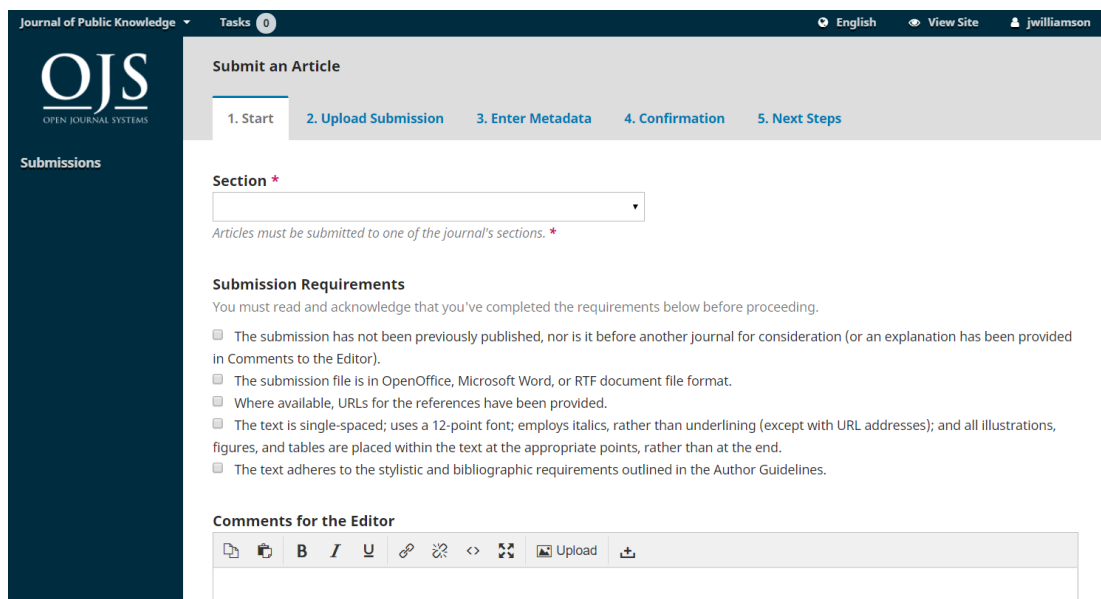 Journal of Public Knowledge Tasks 0 English View Site jwilliamson
OJS
OPEN JOURNAL SYSTEMS
Submissions
Submit an Article
1. Start 2. Upload Submission 3. Enter Metadata 4. Confirmation 5. Next Steps
Section *
Articles must be submitted to one of the journal's sections. *
Submission Requirements
You must read and acknowledge that you've completed the requirements below before proceeding.
The submission has not been previously published, nor is it before another journal for consideration (or an explanation has been provided
in Comments to the Editor).
The submission file is in OpenOffice, Microsoft Word, or RTF document file format.
Where available, URLs for the references have been provided.
The text is single-spaced; uses a 12-point font; employs italics, rather than underlining (except with URL addresses); and all illustrations,
figures, and tables are placed within the text at the appropriate points, rather than at the end.
The text adheres to the stylistic and bibliographic requirements outlined in the Author Guidelines.
Comments for the Editor
B I U Upload